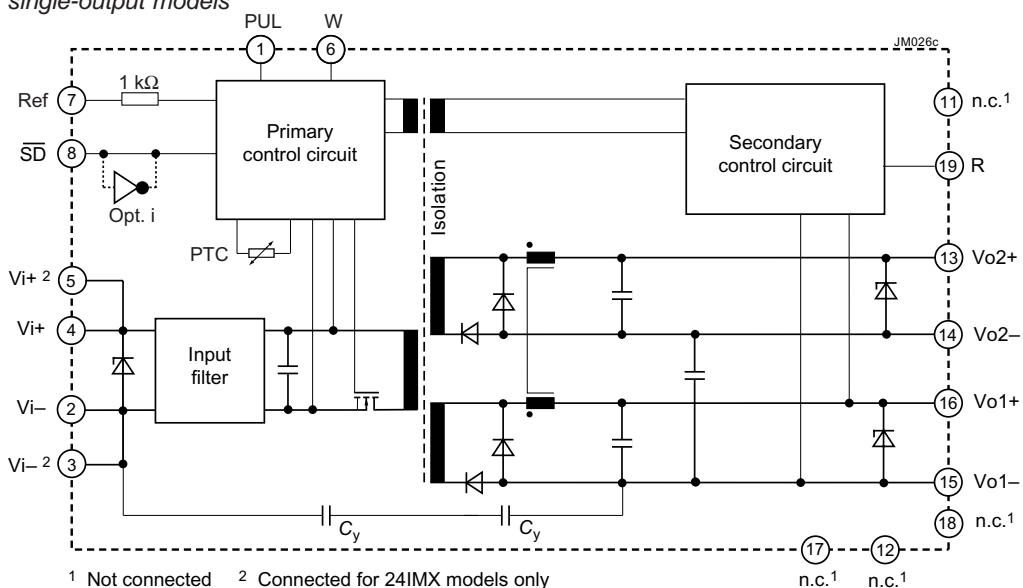 single-output models
PUL
W
JM026c
1
6
1 kΩ
Ref
7
11
n.c.1
Primary
control circuit
Secondary
control circuit
SD
8
19
R
Opt. i
Isolation
PTC
13
Vo2+
Vi+ 2
5
Vi+
4
14
Vo2–
Input
filter
Vi–
2
16
Vo1+
Vi– 2
3
15
Vo1–
Cy
Cy
18
n.c.1
17
12
1 Not connected
2 Connected for 24IMX models only
n.c.1
n.c.1